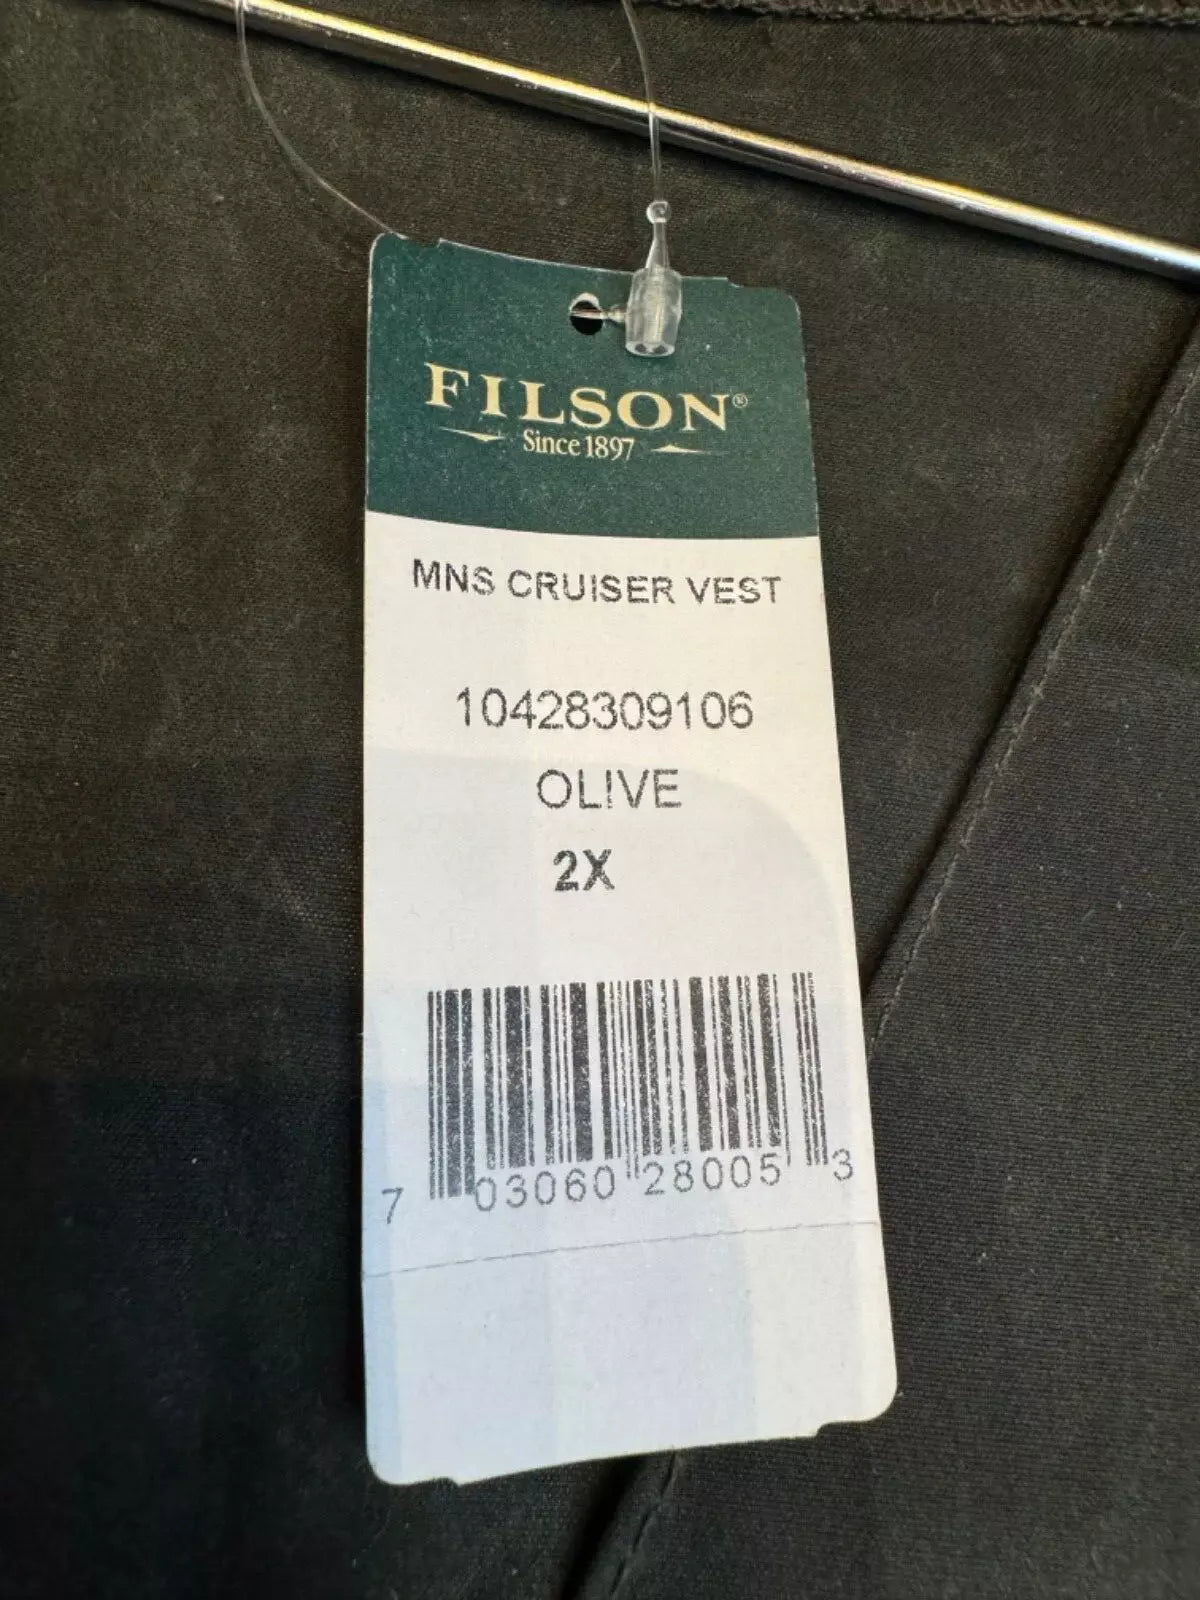 FILSON®
Since 1897
MNS CRUISER VEST
10428309106
OLIVE
2X
7 03060 28005 3